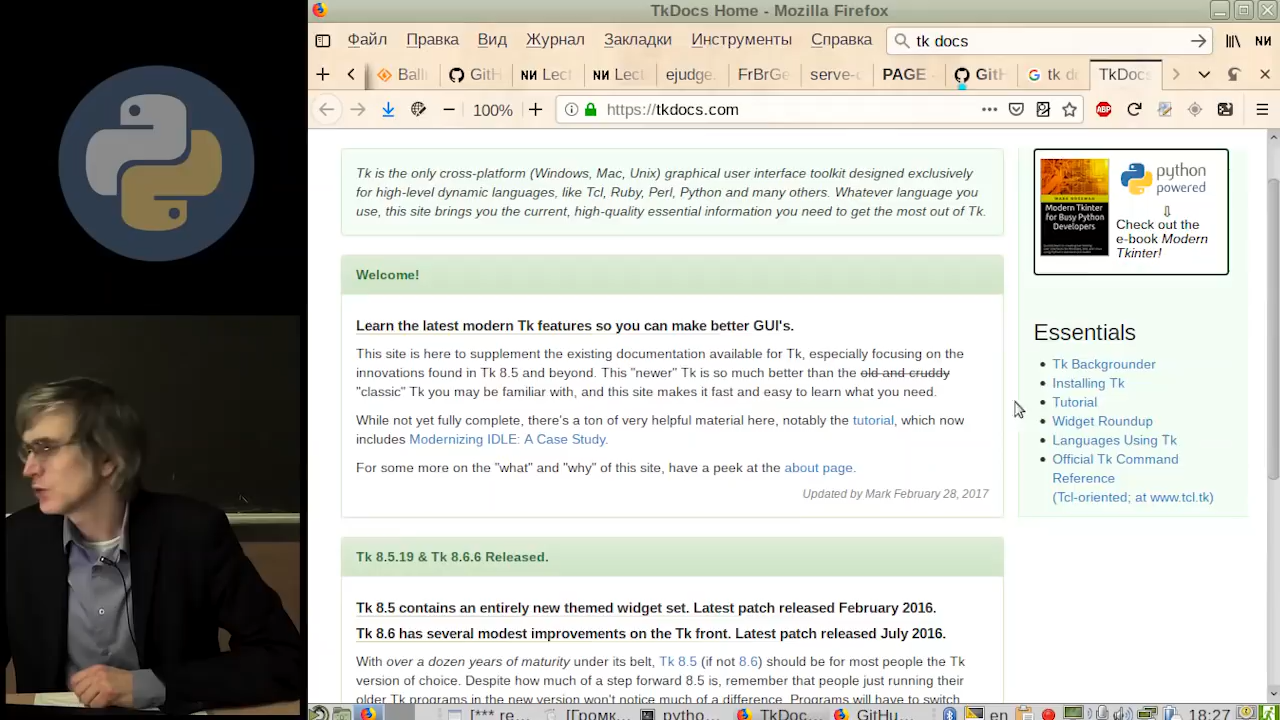 TkDocs Home - Mozilla Firefox
Файл Правка Вид Журнал Закладки Инструменты Справка
tk docs
GitH
Lect
Lect
ejudge.
FrBrGe
serve-c
PAGE -
GitH
tk d
TkDocs
100%
https://tkdocs.com
ABP
Tk is the only cross-platform (Windows, Mac, Unix) graphical user interface toolkit designed exclusively
for high-level dynamic languages, like Tcl, Ruby, Perl, Python and many others. Whatever language you
use, this site brings you the current, high-quality essential information you need to get the most out of Tk.
Welcome!
Learn the latest modern Tk features so you can make better GUI's.
This site is here to supplement the existing documentation available for Tk, especially focusing on the
innovations found in Tk 8.5 and beyond. This "newer" Tk is so much better than the old and cruddy
"classic" Tk you may be familiar with, and this site makes it fast and easy to learn what you need.
While not yet fully complete, there's a ton of very helpful material here, notably the tutorial, which now
includes Modernizing IDLE: A Case Study.
For some more on the "what" and "why" of this site, have a peek at the about page.
Updated by Mark February 28, 2017
Tk 8.5.19 & Tk 8.6.6 Released.
Tk 8.5 contains an entirely new themed widget set. Latest patch released February 2016.
Tk 8.6 has several modest improvements on the Tk front. Latest patch released July 2016.
With over a dozen years of maturity under its belt, Tk 8.5 (if not 8.6) should be for most people the Tk
version of choice. Despite how much of a step forward 8.5 is, remember that people just running their
older Tk programs in the new version won't notice much of a difference. Programs will have to switch
Modern Tkinter
for Busy Python
Developers
python
powered
Check out the
e-book Modern
Tkinter!
Essentials
Tk Backgrounder
Installing Tk
Tutorial
Widget Roundup
Languages Using Tk
Official Tk Command
Reference
(Tcl-oriented; at www.tcl.tk)
[*** re...
pytho...
TkDoc...
GitHu...
en
18:27